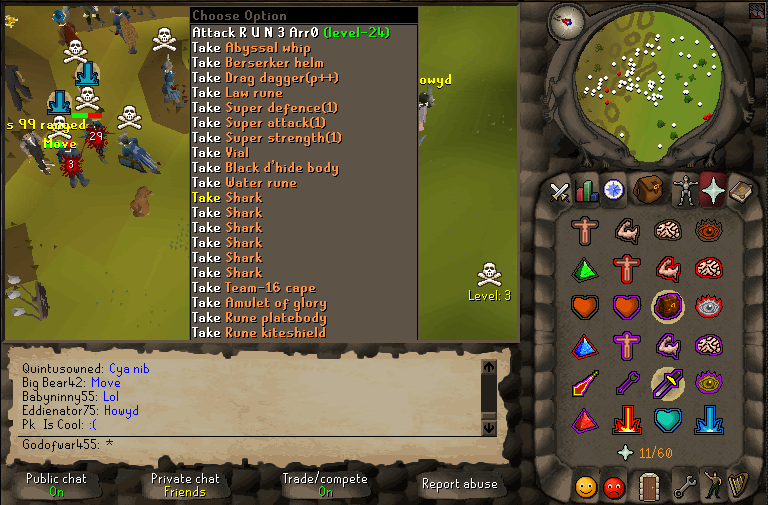 Choose Option
Attack R U N 3 Arr0 (level-24)
Take Abyssal whip
Take Berserker helm
Take Drag dagger(p++)
Take Law rune
Take Super defence(1)
Take Super attack(1)
Take Super strength(1)
Take Vial
Take Black d'hide body
Take Water rune
Take Shark
Take Shark
Take Shark
Take Shark
Take Shark
Take Shark
Take Team-16 cape
Take Amulet of glory
Take Rune platebody
Take Rune kiteshield
s 99 ranged
Move
29
3
Howyd
Level: 3
Quintusowned: Cya nib
Big Bear42: Move
Babyninny55: Lol
Eddienator75: Howyd
Pk Is Cool: :(
Godofwar455: *
Public chat
On
Private chat
Friends
Trade/compete
On
Report abuse
11/60